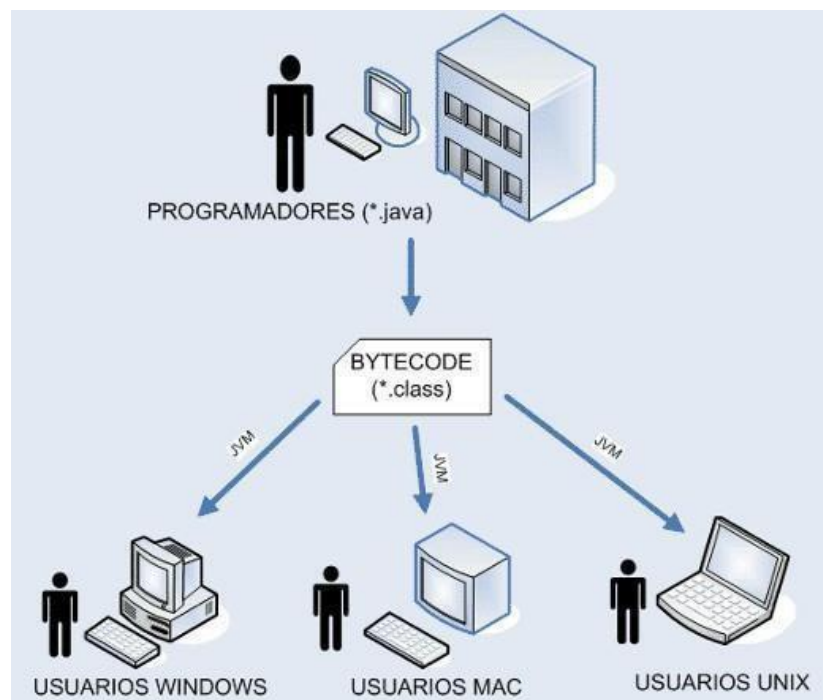 PROGRAMADORES (*.java)
BYTECODE
(*.class)
JVM
JVM
JVM
USUARIOS WINDOWS
USUARIOS MAC
USUARIOS UNIX